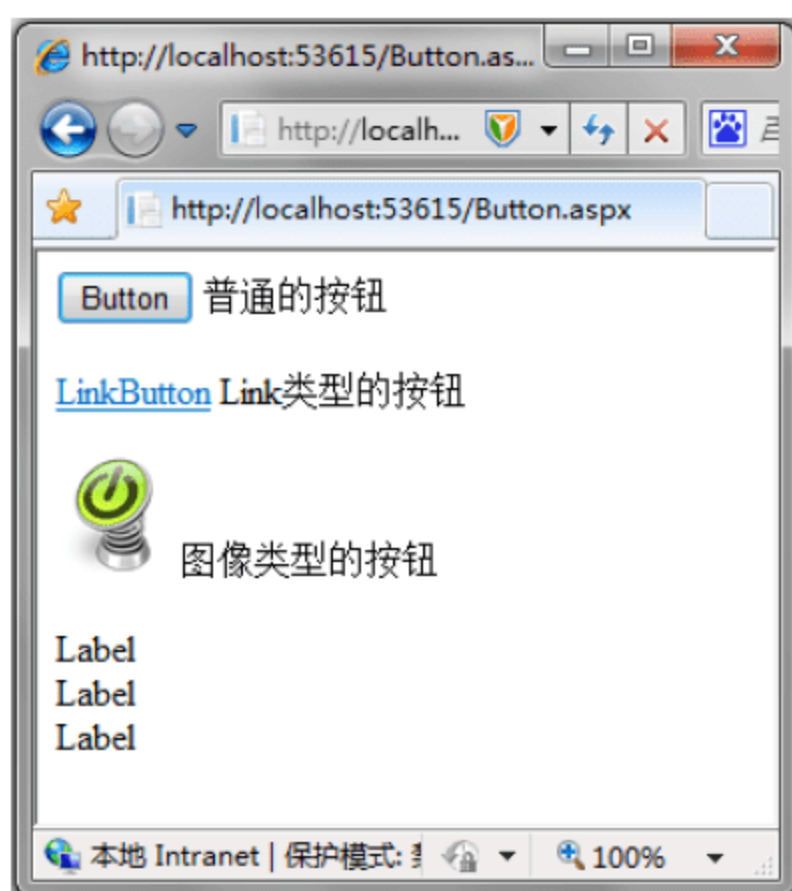 http://localhost:53615/Button.as...
http://localh...
http://localhost:53615/Button.aspx
Button 普通的按钮
LinkButton Link类型的按钮
图像类型的按钮
Label
Label
Label
本地 Intranet | 保护模式: 100%